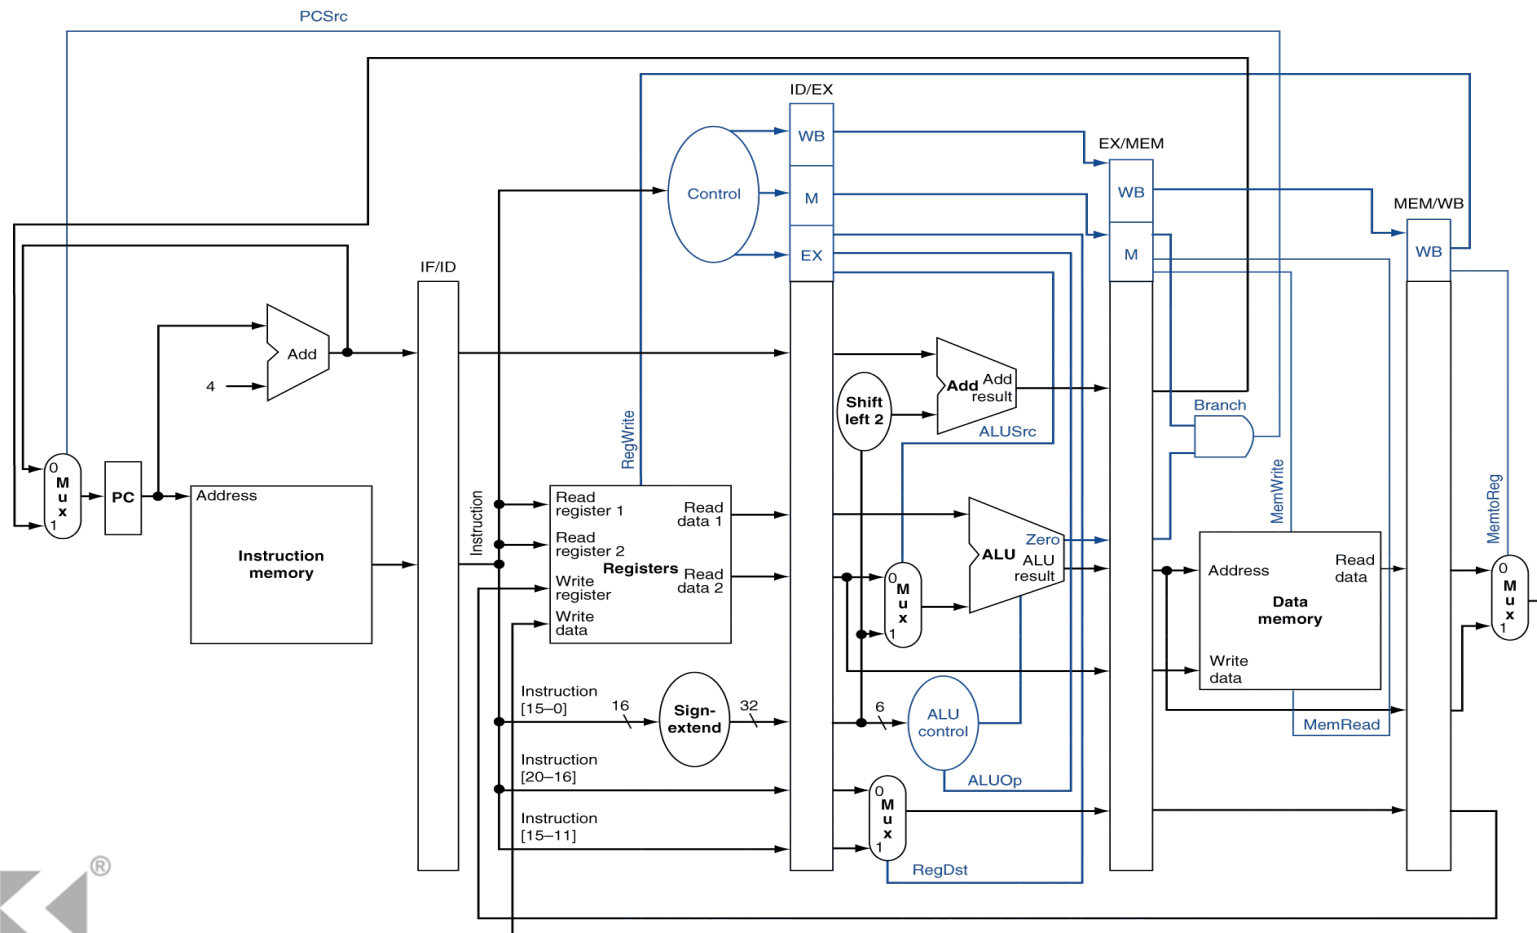 PCSrc
ID/EX
WB
M
EX
Control
EX/MEM
WB
M
MEM/WB
WB
IF/ID
Add
4
Shift
left 2
Add
Add
result
ALUSrc
Branch
RegWrite
MemWrite
MemtoReg
0
M
u
x
1
PC
Address
Instruction
memory
Instruction
Read
register 1
Read
register 2
Write
register
Write
data
Registers
Read
data 1
Read
data 2
0
M
u
x
1
Zero
ALU
ALU
result
Address
Read
data
Data
memory
Write
data
MemRead
0
M
u
x
1
Instruction
[15–0]
16
Sign-
extend
32
6
ALU
control
ALUOp
Instruction
[20–16]
Instruction
[15–11]
0
M
u
x
1
RegDst
®